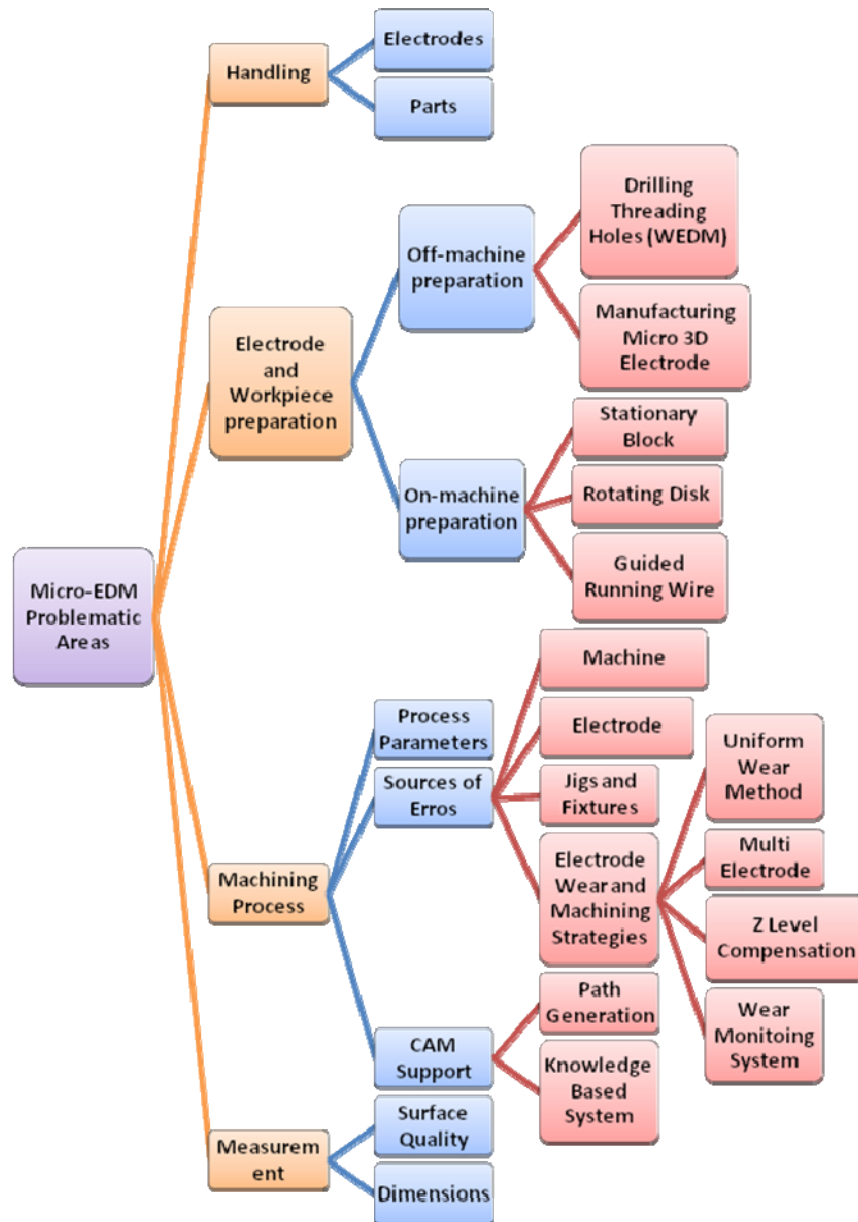 Electrodes
Handling
Parts
Drilling
Threading
Holes (WEDM)
Off-machine
preparation
Manufacturing
Micro 3D
Electrode
Electrode
and
Workpiece
preparation
Stationary
Block
On-machine
preparation
Rotating Disk
Guided
Running Wire
Micro-EDM
Problematic
Areas
Machine
Process
Parameters
Electrode
Uniform
Wear
Method
Sources of
Erros
Jigs and
Fixtures
Multi
Electrode
Machining
Process
Electrode
Wear and
Machining
Strategies
Z Level
Compensation
Path
Generation
Wear
Monitoing
System
CAM
Support
Knowledge
Based
System
Surface
Quality
Measurem
ent
Dimensions